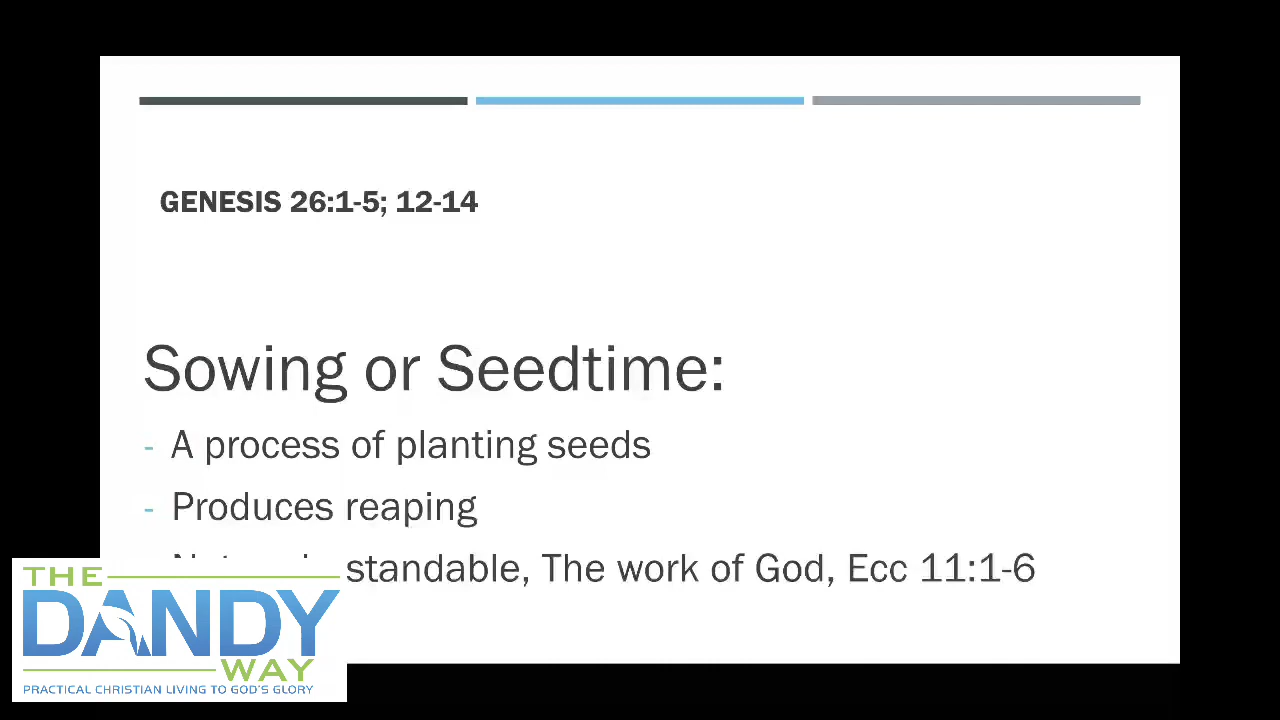 GENESIS 26:1-5; 12-14
Sowing or Seedtime:
- A process of planting seeds
- Produces reaping
standable, The work of God, Ecc 11:1-6
THE
DANDY
WAY
PRACTICAL CHRISTIAN LIVING TO GOD'S GLORY